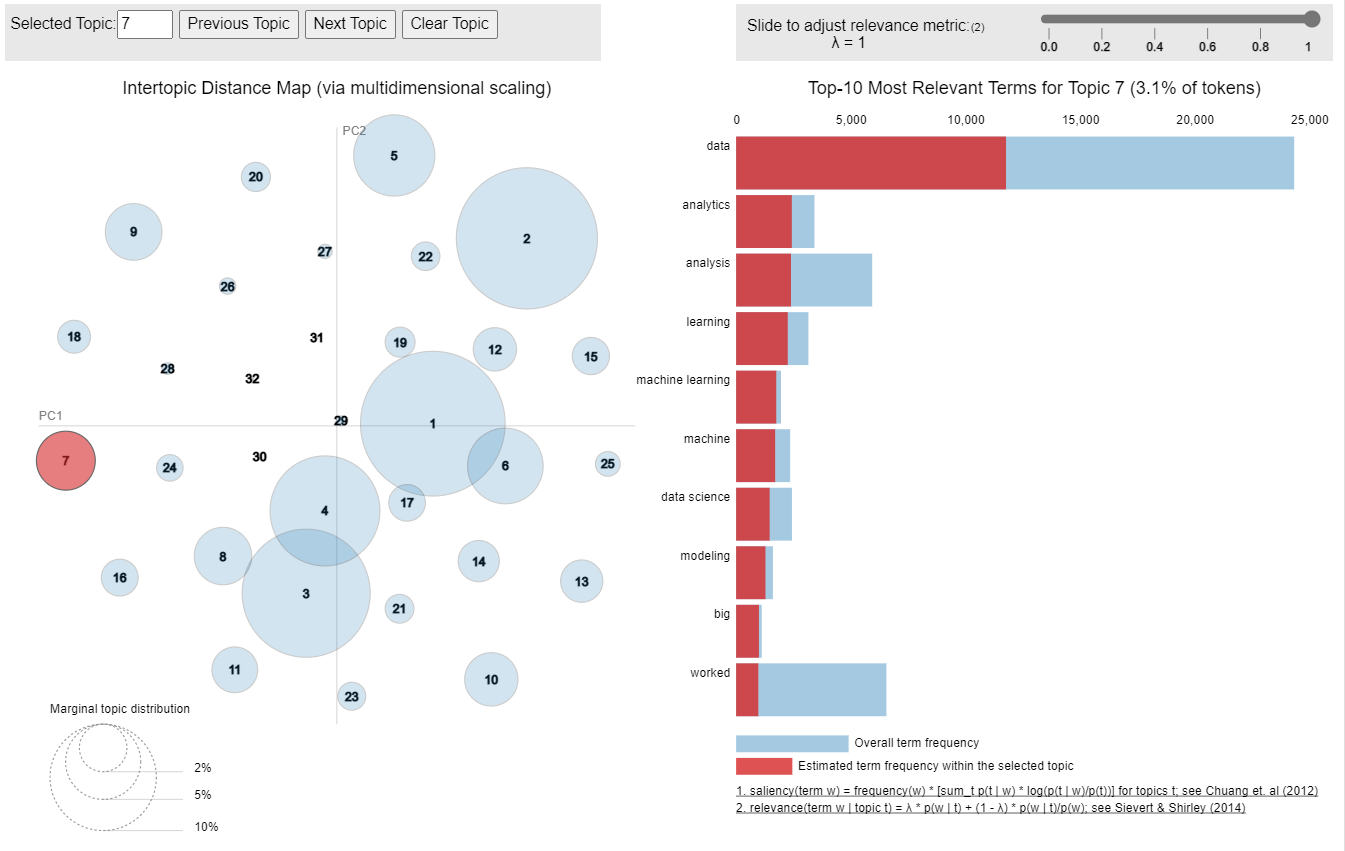 Selected Topic: 7 Previous Topic Next Topic Clear Topic
Slide to adjust relevance metric:(2)
λ = 1
0.0 0.2 0.4 0.6 0.8 1
Intertopic Distance Map (via multidimensional scaling)
PC2
5
20
9
2
27
22
26
31
18
19
12
15
28
32
PC1
29
1
7
24
30
6
25
17
4
8
14
16
13
3
21
11
10
23
Marginal topic distribution
2%
5%
10%
Top-10 Most Relevant Terms for Topic 7 (3.1% of tokens)
0 5,000 10,000 15,000 20,000 25,000
data
analytics
analysis
learning
machine learning
machine
data science
modeling
big
worked
Overall term frequency
Estimated term frequency within the selected topic
1. saliency(term w) = frequency(w) * [sum_t p(t | w) * log(p(t | w)/p(t))] for topics t; see Chuang et. al (2012)
2. relevance(term w | topic t) = λ * p(w | t) + (1 - λ) * p(w | t)/p(w); see Sievert & Shirley (2014)